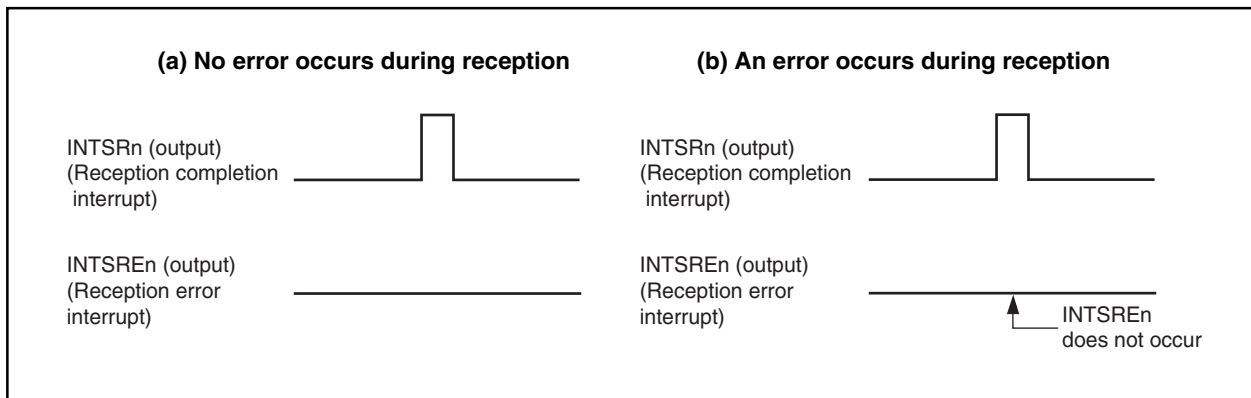 (a) No error occurs during reception
INTSRn (output)
(Reception completion
interrupt)
INTSREn (output)
(Reception error
interrupt)
(b) An error occurs during reception
INTSRn (output)
(Reception completion
interrupt)
INTSREn (output)
(Reception error
interrupt)
INTSREn
does not occur